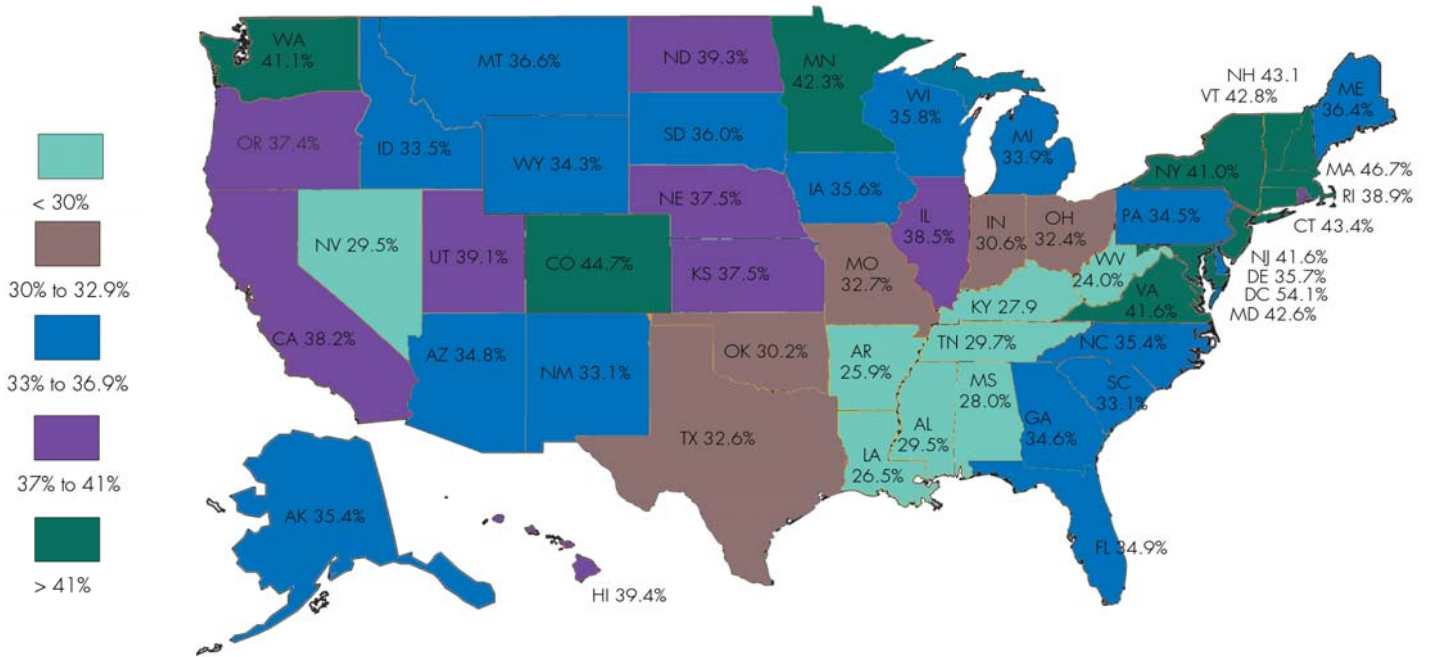 WA
41.1%
MT 36.6%
ND 39.3%
MN
42.3%
NH 43.1
VT 42.8%
ME
36.4%
OR 37.4%
ID 33.5%
WY 34.3%
SD 36.0%
WI
35.8%
MI
33.9%
NY 41.0%
MA 46.7%
RI 38.9%
CT 43.4%
NJ 41.6%
DE 35.7%
DC 54.1%
MD 42.6%
NV 29.5%
UT 39.1%
CO 44.7%
NE 37.5%
KS 37.5%
IA 35.6%
IL
38.5%
IN
30.6%
OH
32.4%
PA 34.5%
MO
32.7%
WV
24.0%
VA
41.6%
KY 27.9
CA 38.2%
AZ 34.8%
NM 33.1%
OK 30.2%
AR
25.9%
TN 29.7%
NC 35.4%
SC
33.1%
TX 32.6%
LA
26.5%
AL
29.5%
MS
28.0%
GA
34.6%
AK 35.4%
HI 39.4%
FL 34.9%
< 30%
30% to 32.9%
33% to 36.9%
37% to 41%
> 41%